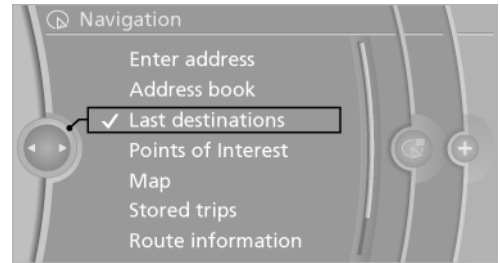 Navigation
Enter address
Address book
Last destinations
Points of Interest
Map
Stored trips
Route information